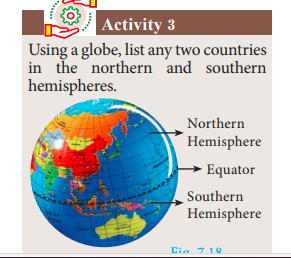 Activity 3
Using a globe, list any two countries
in the northern and southern
hemispheres.
Northern
Hemisphere
Equator
Southern
Hemisphere
Fig 7.18